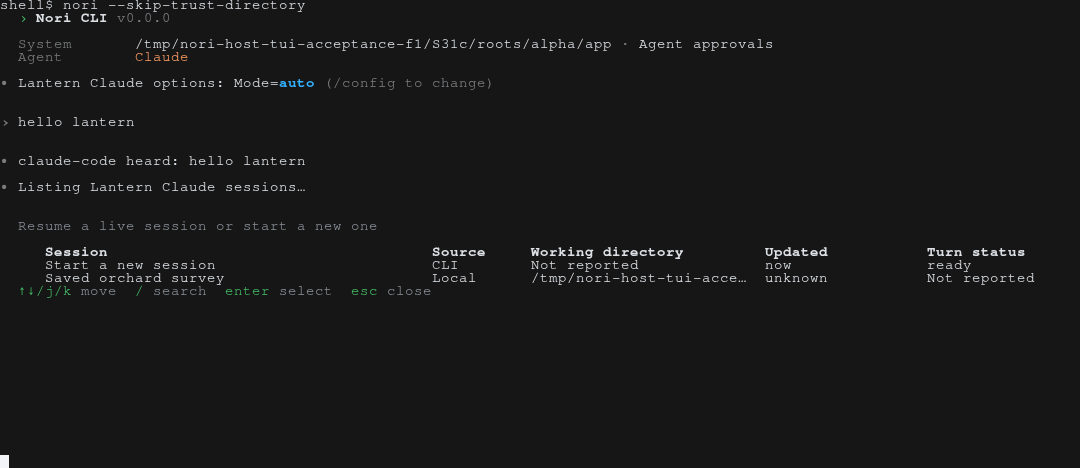 shell$ nori --skip-trust-directory
› Nori CLI v0.0.0
System /tmp/nori-host-tui-acceptance-f1/S31c/roots/alpha/app · Agent approvals
Agent Claude
• Lantern Claude options: Mode=auto (/config to change)
› hello lantern
• claude-code heard: hello lantern
• Listing Lantern Claude sessions…
Resume a live session or start a new one
Session Source Working directory Updated Turn status
Start a new session CLI Not reported now ready
Saved orchard survey Local /tmp/nori-host-tui-acce… unknown Not reported
↑↓/j/k move / search enter select esc close